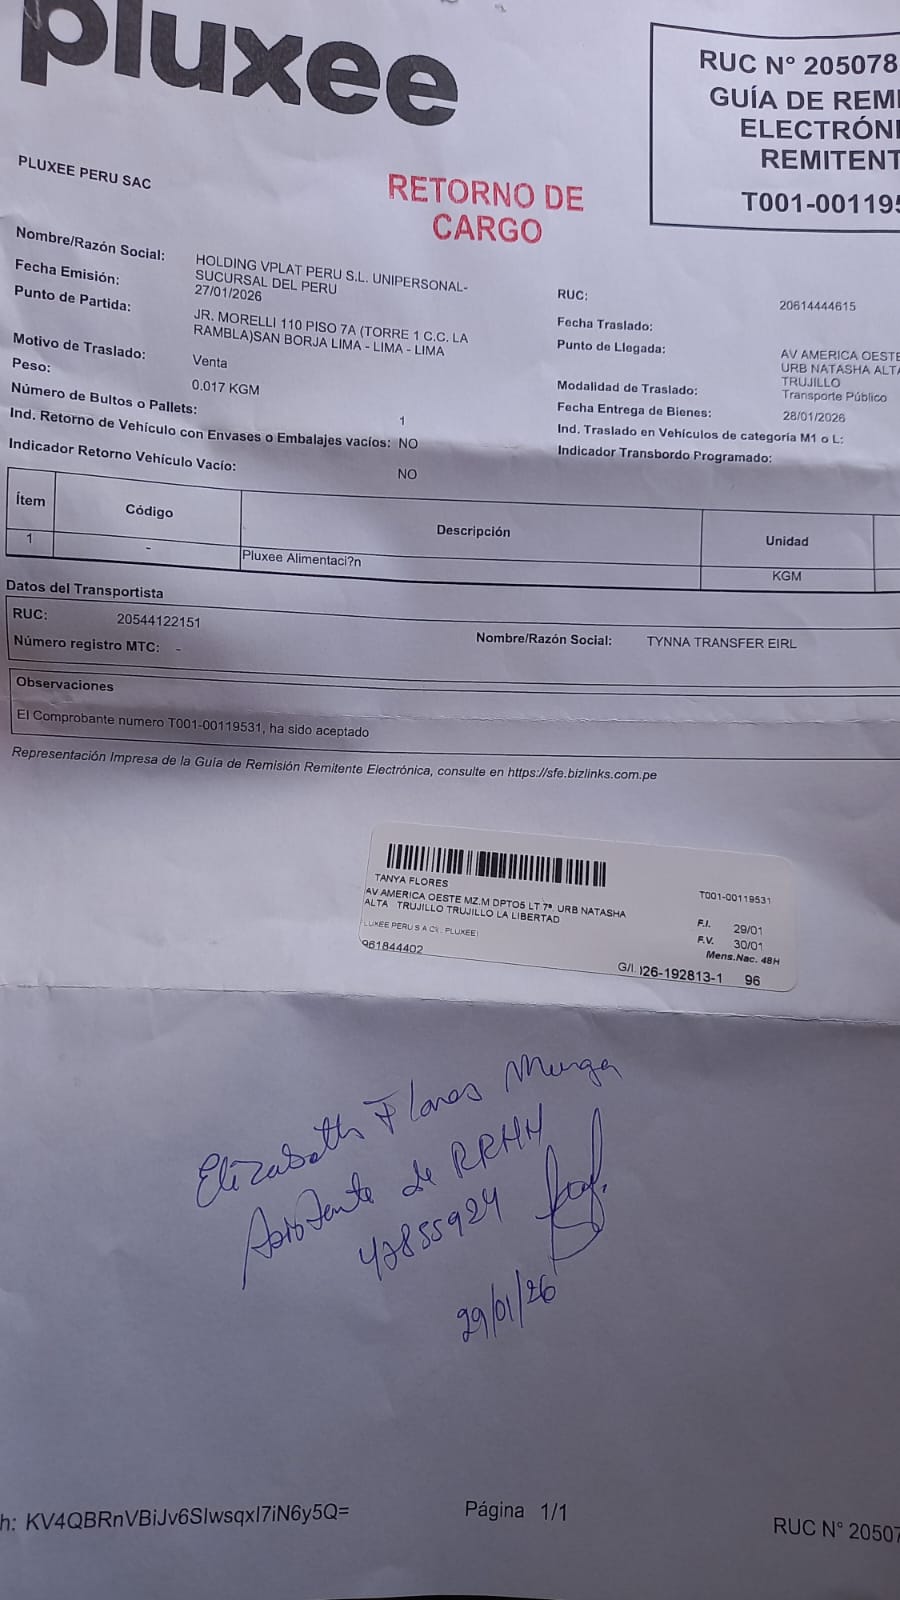 pluxee
RUC N° 205078
GUÍA DE REMI
ELECTRÓNI
REMITENT
T001-0011953
PLUXEE PERU SAC
RETORNO DE
CARGO
Nombre/Razón Social: HOLDING VPLAT PERU S.L. UNIPERSONAL-
SUCURSAL DEL PERU
RUC: 20614444615
Fecha Emisión: 27/01/2026
Fecha Traslado:
Punto de Partida: JR. MORELLI 110 PISO 7A (TORRE 1 C.C. LA
RAMBLA)SAN BORJA LIMA - LIMA - LIMA
Punto de Llegada: AV AMERICA OESTE
URB NATASHA ALTA
TRUJILLO
Motivo de Traslado: Venta
Modalidad de Traslado: Transporte Público
Peso: 0.017 KGM
Fecha Entrega de Bienes: 28/01/2026
Número de Bultos o Pallets: 1
Ind. Traslado en Vehículos de categoría M1 o L:
Ind. Retorno de Vehículo con Envases o Embalajes vacíos: NO
Indicador Transbordo Programado:
Indicador Retorno Vehículo Vacío: NO
Ítem Código Descripción Unidad
1 - Pluxee Alimentaci?n KGM
Datos del Transportista
RUC: 20544122151
Nombre/Razón Social: TYNNA TRANSFER EIRL
Número registro MTC: -
Observaciones
El Comprobante numero T001-00119531, ha sido aceptado
Representación Impresa de la Guía de Remisión Remitente Electrónica, consulte en https://sfe.bizlinks.com.pe
TANYA FLORES
T001-00119531
AV AMERICA OESTE MZ.M DPTO5 LT 7ª. URB NATASHA
ALTA TRUJILLO TRUJILLO LA LIBERTAD
F.I. 29/01
PLUXEE PERU S A C PLUXEE
F.V. 30/01
961844402
Mens.Nac. 48H
G/I. 026-192813-1 96
Elizabeth Flores Murga
Asistente de RRHH
47855924
29/01/26
h: KV4QBRnVBiJv6SIwsqxI7iN6y5Q=
Página 1/1
RUC N° 20507